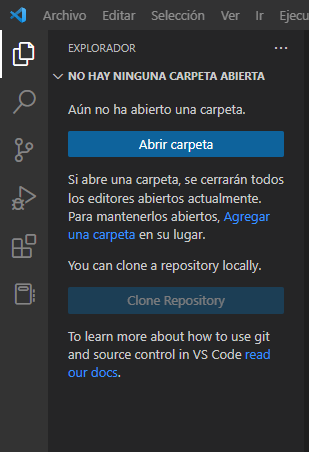 Archivo Editar Selección Ver Ir Ejecu
EXPLORADOR
NO HAY NINGUNA CARPETA ABIERTA
Aún no ha abierto una carpeta.
Abrir carpeta
Si abre una carpeta, se cerrarán todos
los editores abiertos actualmente.
Para mantenerlos abiertos, Agregar
una carpeta en su lugar.
You can clone a repository locally.
Clone Repository
To learn more about how to use git
and source control in VS Code read
our docs.